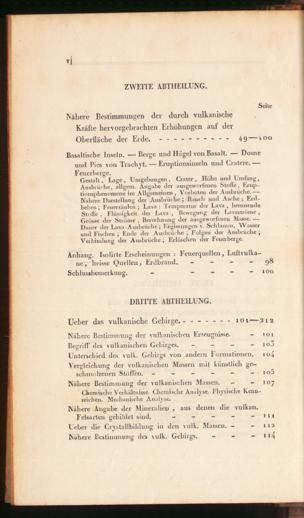 vj
ZWEITE ABTHEILUNG.
Seite
Nähere Bestimmungen der durch vulkanische
Kräfte hervorgebrachten Erhöhungen auf der
Oberfläche der Erde. - - - - - - - - - - 49—100
Basaltische Inseln. — Berge und Hügel von Basalt. — Dome
und Pics von Trachyt. — Eruptionsinseln und Cratere. —
Feuerberge.
Gestalt, Lage, Umgebungen, Crater, Höhe und Umfang,
Ausbrüche, allgem. Angabe der ausgeworfenen Stoffe, Erup-
tionsphenomene im Allgemeinen, Vorboten der Ausbrüche. —
Nähere Darstellung der Ausbrüche; Rauch und Asche; Erd-
beben; Feuersäulen; Lava: Temperatur der Lava, brennende
Stoffe, Flüssigkeit der Lava, Bewegung der Lavaströme,
Grösse der Ströme, Berechnung der ausgeworfenen Masse. —
Dauer der Lava-Ausbrüche; Ergiessungen v. Schlamm, Wasser
und Fischen; Ende der Ausbrüche; Folgen der Ausbrüche;
Verbindung der Ausbrüche; Erlöschen der Feuerberge.
Anhang. Isolirte Erscheinungen: Feuerquellen, Luftvulka-
ne, heisse Quellen; Erdbrand. - - - - 98
Schlussbemerkung. - - - - - 100
DRITTE ABTHEILUNG.
Ueber das vulkanische Gebirge. - - - - - - - 101—212
Nähere Bestimmung der vulkanischen Erzeugnisse. - - 101
Begriff des vulkanischen Gebirges. - - - - 103
Unterschied des vulk. Gebirgs von andern Formationen. 104
Vergleichung der vulkanischen Massen mit künstlich ge-
schmolzenen Stoffen. - - - - - - 105
Nähere Bestimmung der vulkanischen Massen. - - 107
Chemische Verhältnisse. Chemische Analyse. Physische Kenn-
zeichen. Mechanische Analyse.
Nähere Angabe der Mineralien, aus denen die vulkan.
Felsarten gebildet sind. - - - - - 111
Ueber die Crystallbildung in den vulk. Massen. - - 112
Nähere Bestimmung des vulk. Gebirgs. - - - 114